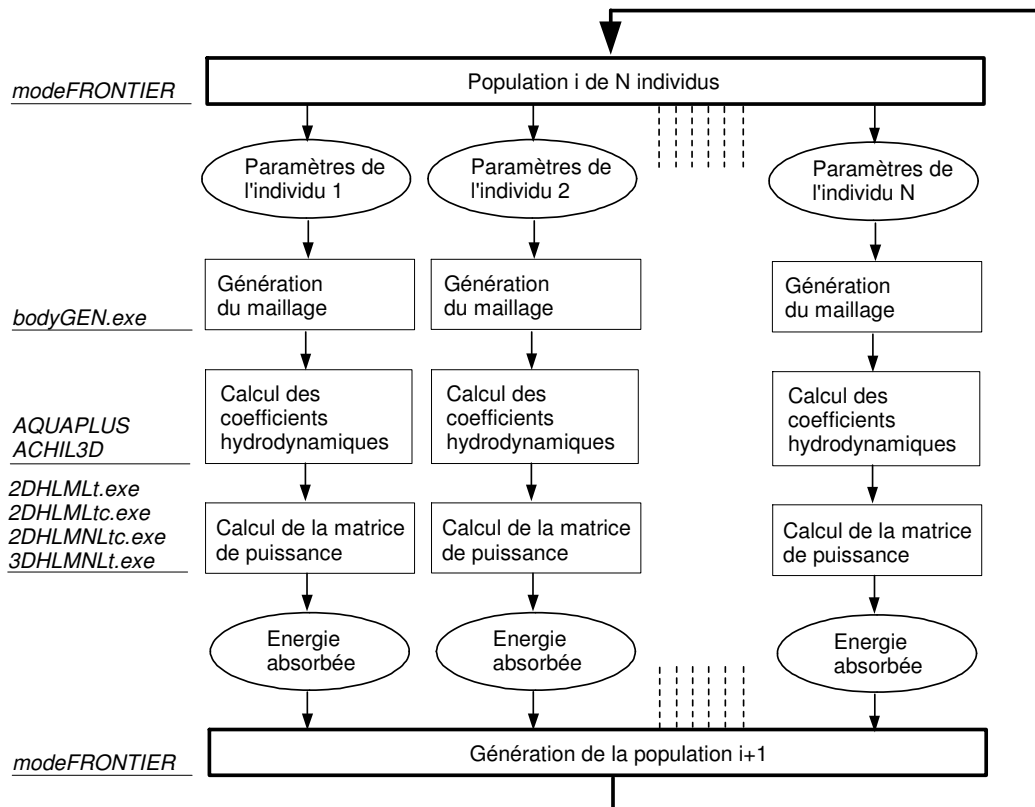 modeFRONTIER
Population i de N individus
Paramètres de
l'individu 1
Paramètres de
l'individu 2
Paramètres de
l'individu N
bodyGEN.exe
Génération
du maillage
Génération
du maillage
Génération
du maillage
AQUAPLUS
ACHIL3D
Calcul des
coefficients
hydrodynamiques
Calcul des
coefficients
hydrodynamiques
Calcul des
coefficients
hydrodynamiques
2DHLMLt.exe
2DHLMLtc.exe
2DHLMNLtc.exe
3DHLMNLt.exe
Calcul de la matrice
de puissance
Calcul de la matrice
de puissance
Calcul de la matrice
de puissance
Energie
absorbée
Energie
absorbée
Energie
absorbée
modeFRONTIER
Génération de la population i+1